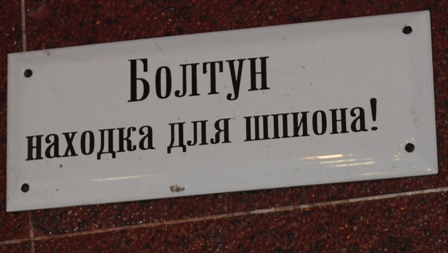 Болтун
находка для шпиона!